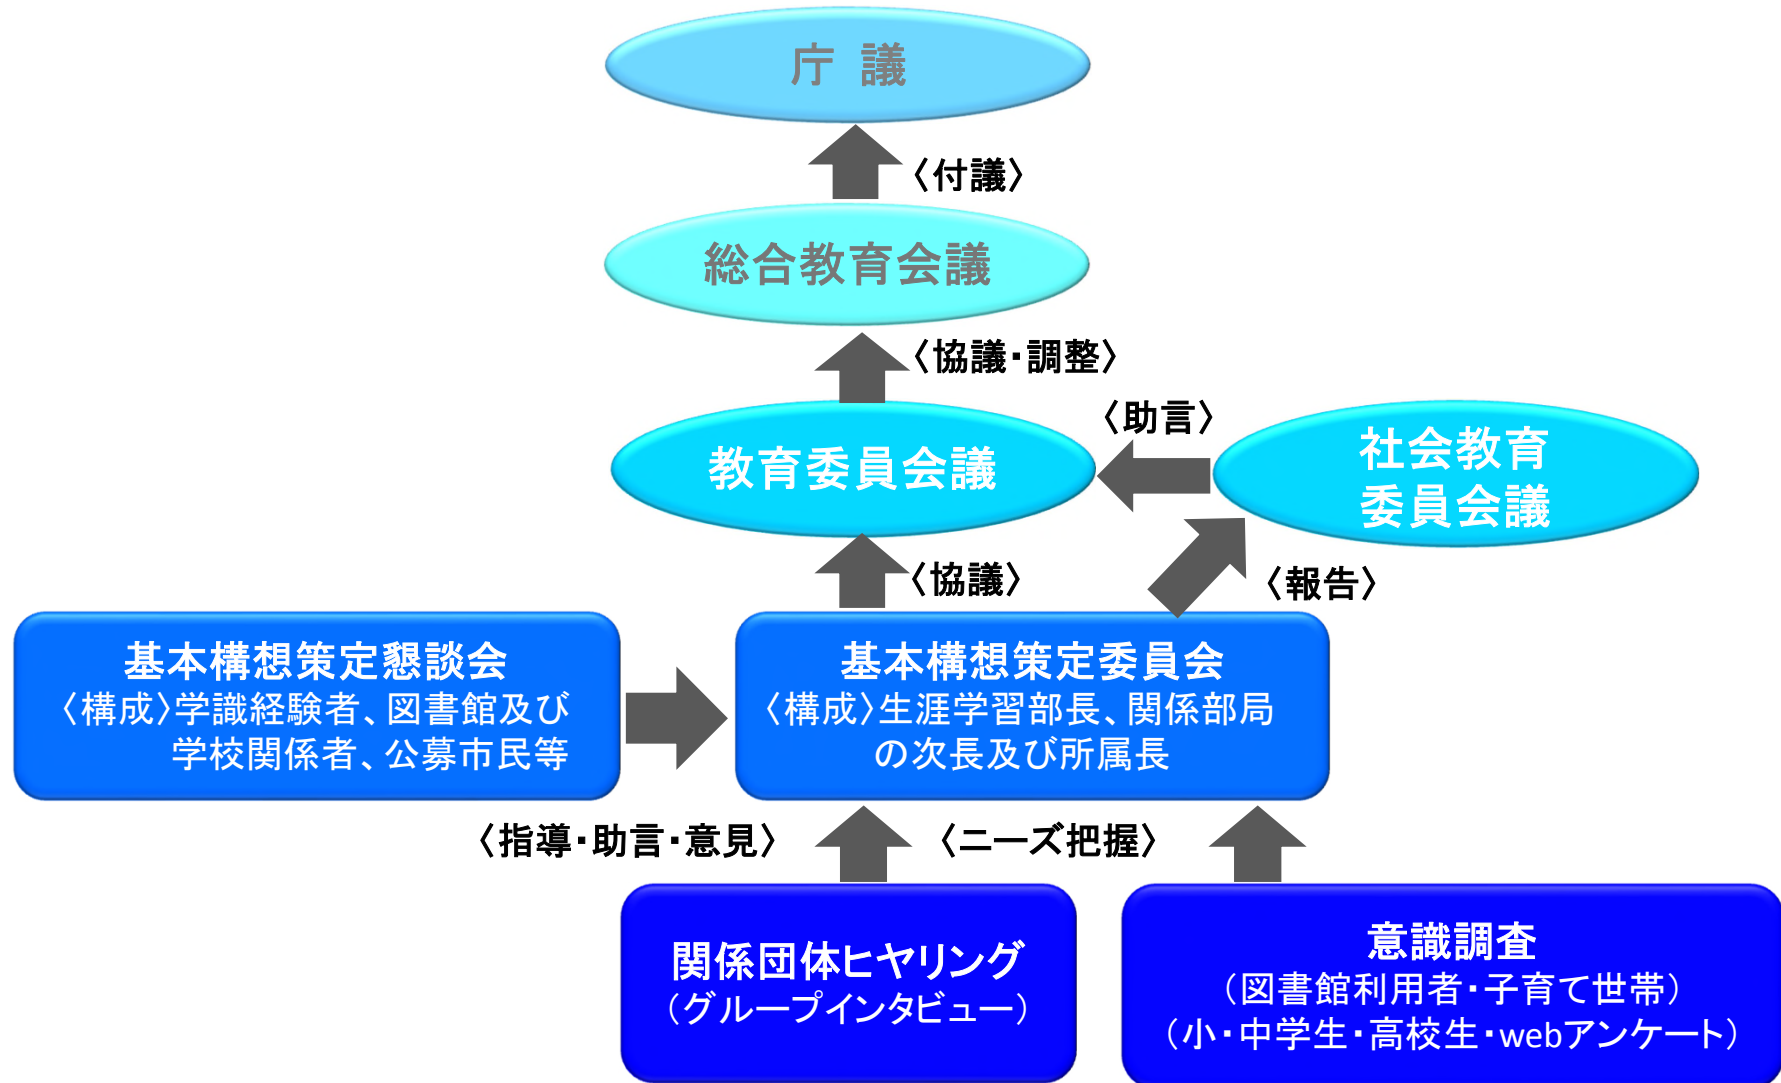 庁 議
〈付議〉
総合教育会議
〈協議・調整〉
〈助言〉
教育委員会議
社会教育
委員会議
〈協議〉
〈報告〉
基本構想策定懇談会
〈構成〉学識経験者、図書館及び
学校関係者、公募市民等
基本構想策定委員会
〈構成〉生涯学習部長、関係部局
の次長及び所属長
〈指導・助言・意見〉
〈ニーズ把握〉
関係団体ヒヤリング
（グループインタビュー）
意識調査
（図書館利用者・子育て世帯）
（小・中学生・高校生・webアンケート）